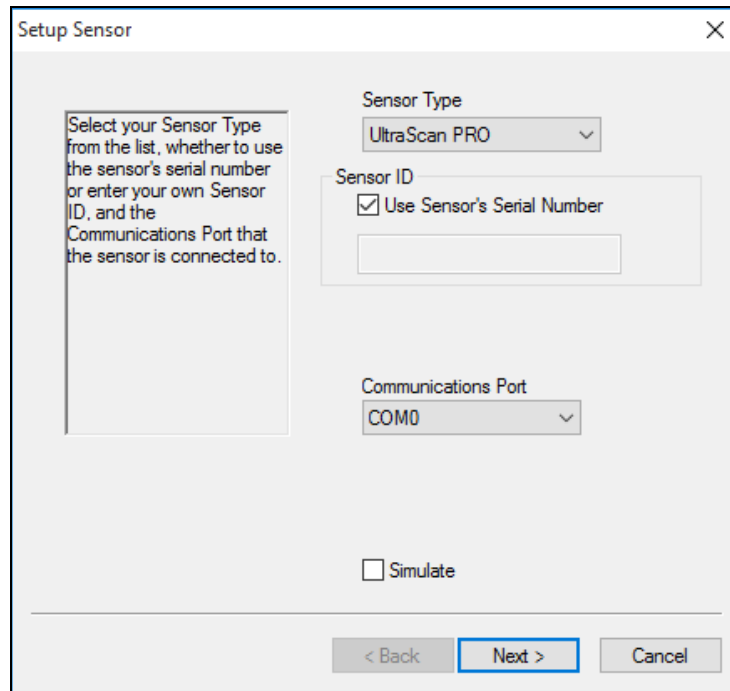 Setup Sensor
Select your Sensor Type
from the list, whether to use
the sensor's serial number
or enter your own Sensor
ID, and the
Communications Port that
the sensor is connected to.
Sensor Type
UltraScan PRO
Sensor ID
Use Sensor's Serial Number
Communications Port
COM0
Simulate
< Back
Next >
Cancel